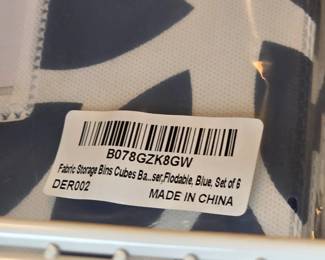 B078GZK8GW
Fabric Storage Bins Cubes Ba...ser,Flodable, Blue, Set of 6
DER002
MADE IN CHINA